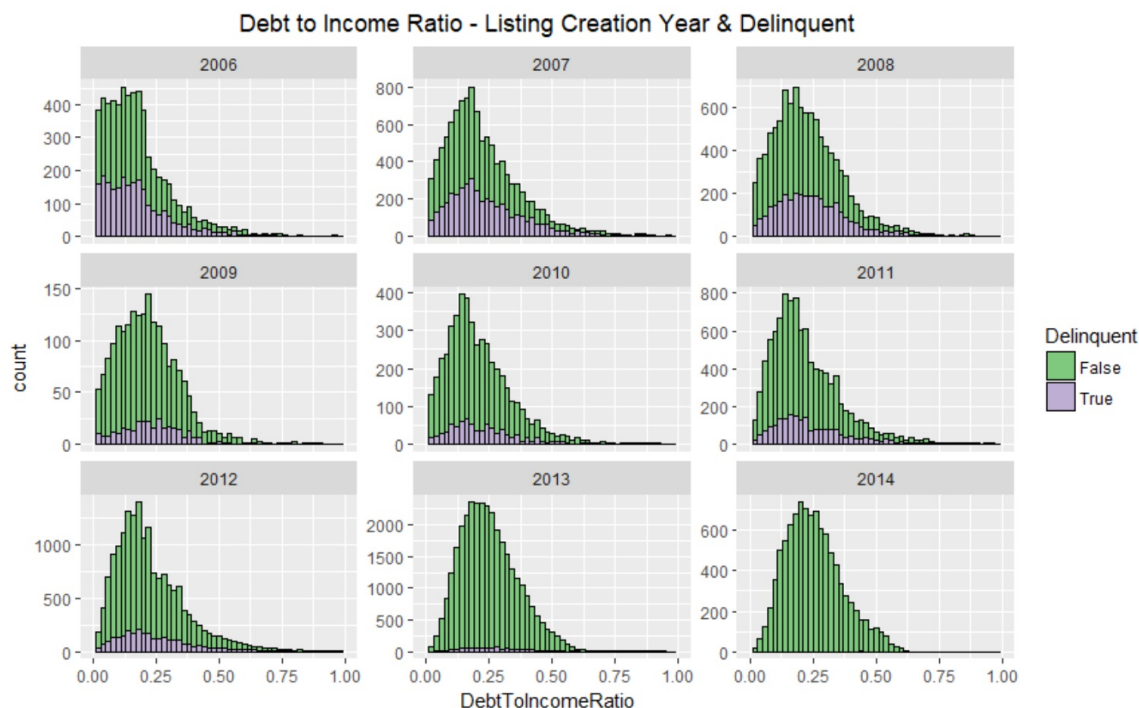 Debt to Income Ratio - Listing Creation Year & Delinquent
2006 2007 2008
400 300 200 100 0
800 600 400 200 0
600 400 200 0
2009 2010 2011
150 100 50 0
400 300 200 100 0
800 600 400 200 0
count
Delinquent
False
True
2012 2013 2014
1000 500 0
2000 1500 1000 500 0
600 400 200 0
0.00 0.25 0.50 0.75 1.00 0.00 0.25 0.50 0.75 1.00 0.00 0.25 0.50 0.75 1.00
DebtToIncomeRatio